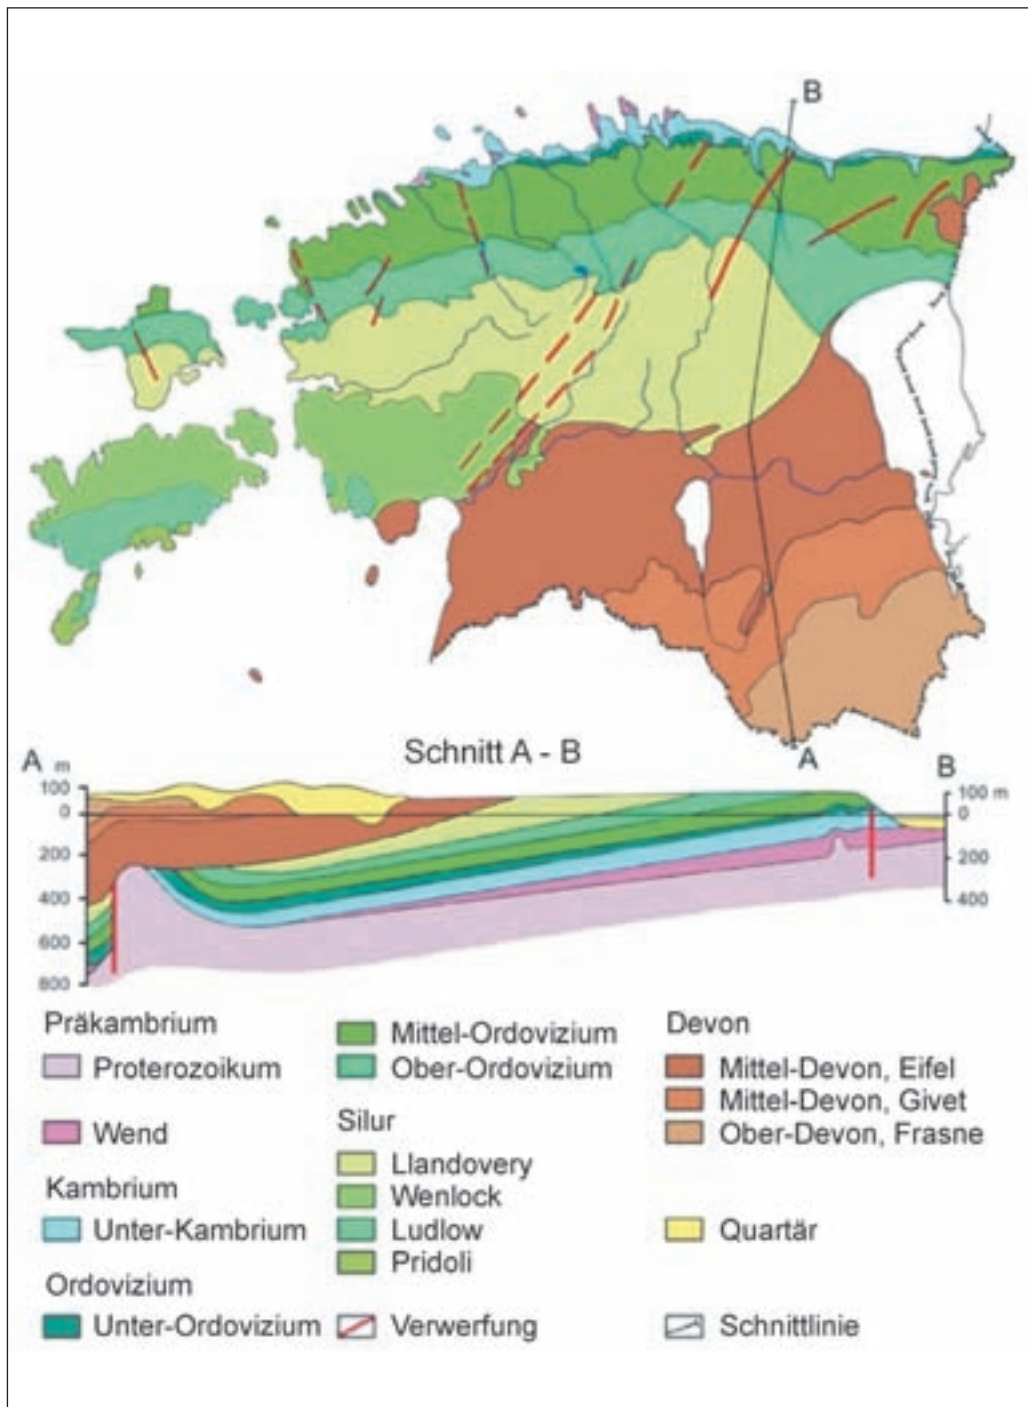 B
Schnitt A - B
A
A m
B
100
0
200
400
600
800
100 m
0
200
400
Präkambrium
Proterozoikum
Wend
Kambrium
Unter-Kambrium
Ordovizium
Unter-Ordovizium
Mittel-Ordovizium
Ober-Ordovizium
Silur
Llandovery
Wenlock
Ludlow
Pridoli
Verwerfung
Devon
Mittel-Devon, Eifel
Mittel-Devon, Givet
Ober-Devon, Frasne
Quartär
Schnittlinie